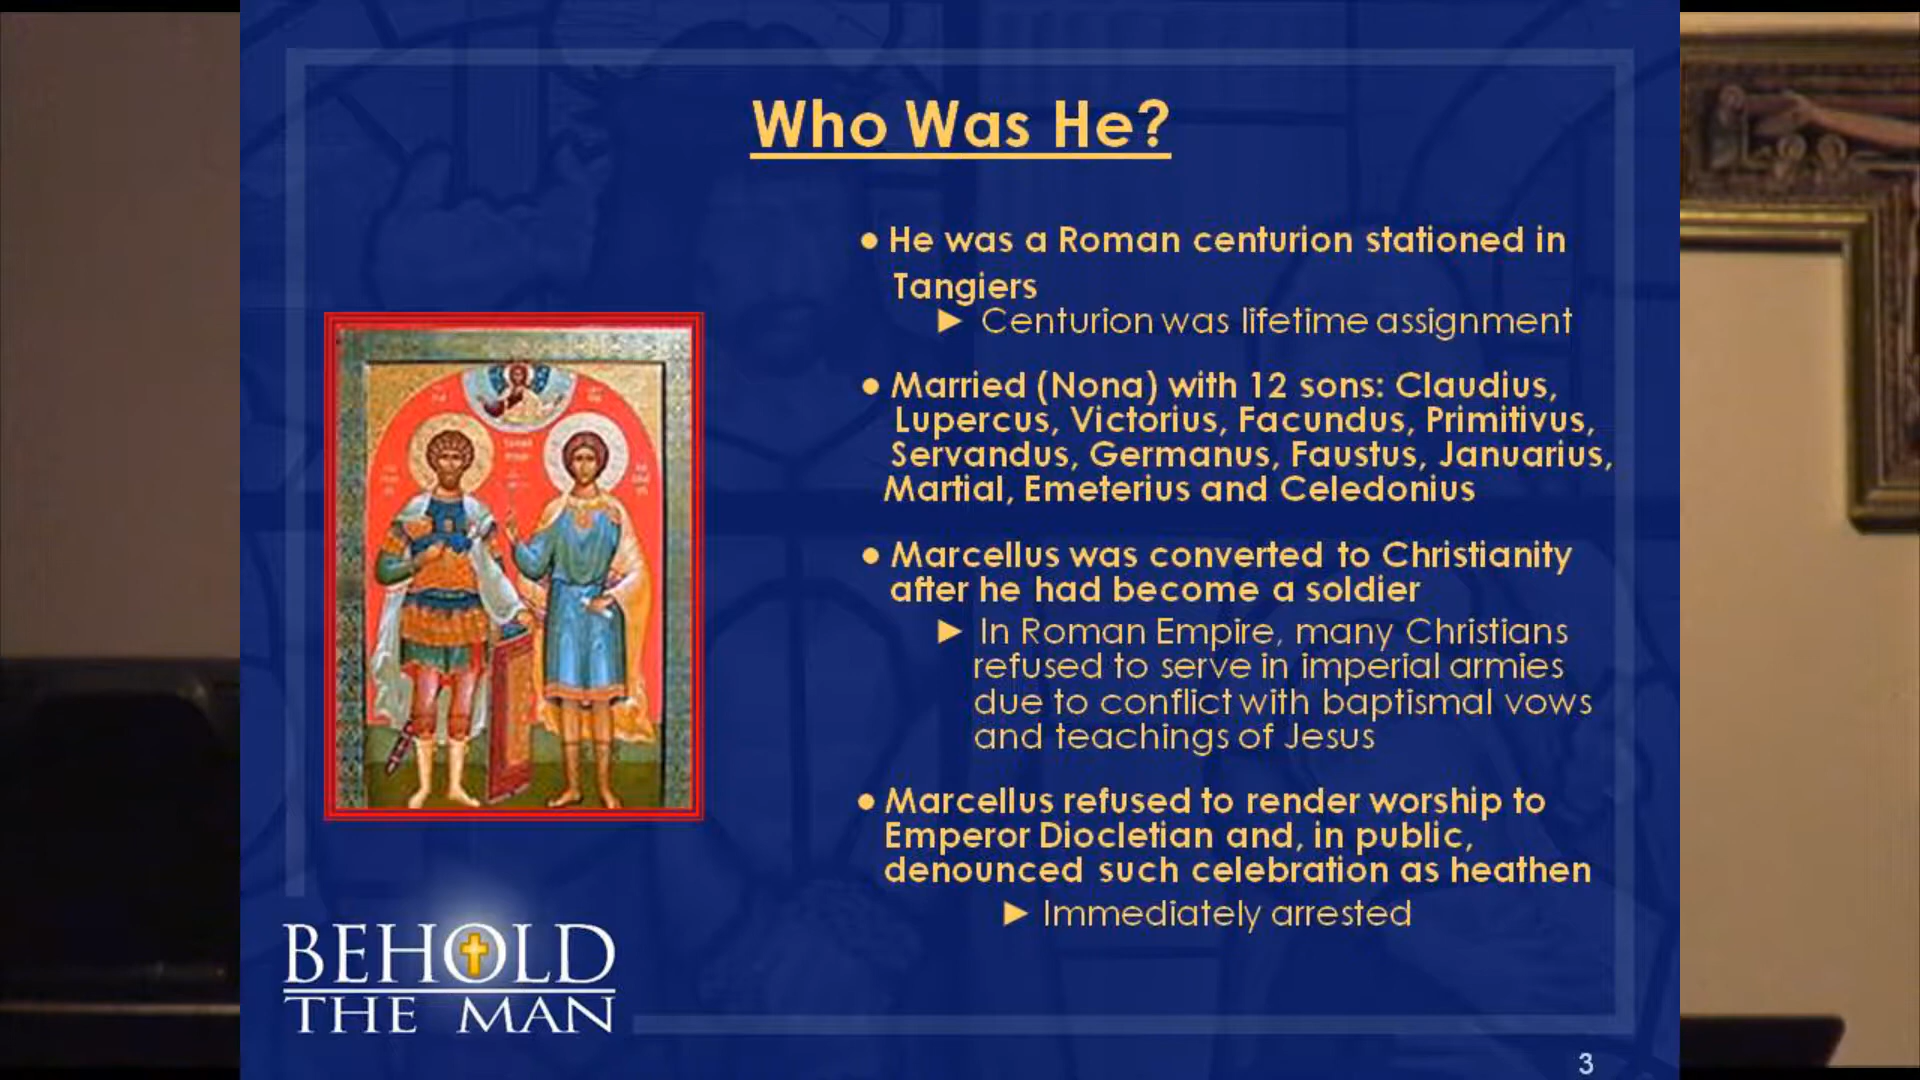 Who Was He?
● He was a Roman centurion stationed in
Tangiers
► Centurion was lifetime assignment
● Married (Nona) with 12 sons: Claudius,
Lupercus, Victorius, Facundus, Primitivus,
Servandus, Germanus, Faustus, Januarius,
Martial, Emeterius and Celedonius
● Marcellus was converted to Christianity
after he had become a soldier
► In Roman Empire, many Christians
refused to serve in imperial armies
due to conflict with baptismal vows
and teachings of Jesus
● Marcellus refused to render worship to
Emperor Diocletian and, in public,
denounced such celebration as heathen
► Immediately arrested
BEHOLD
THE MAN
3